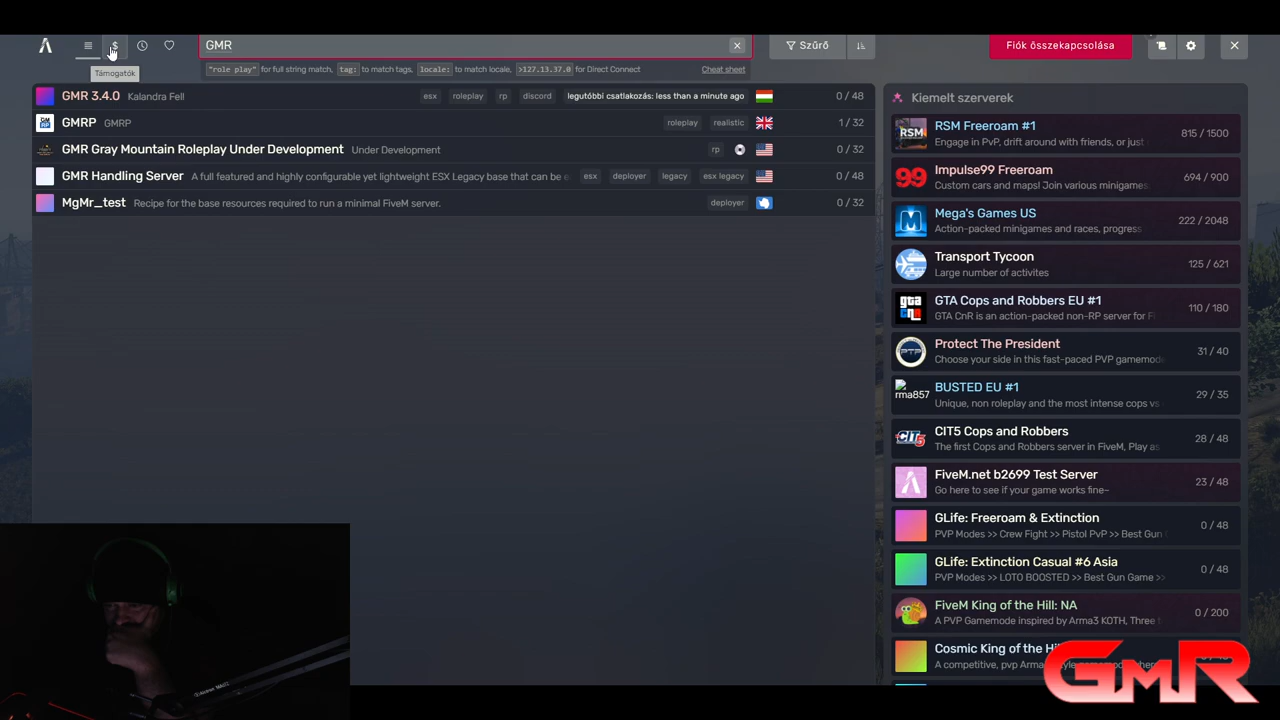 $
GMR
Szűrő
Fiók összekapcsolása
Támogatók
"role play" for full string match, tag: to match tags, locale: to match locale, >127.13.37.0 for Direct Connect
Cheat sheet
GMR 3.4.0 Kalandra Fell esx roleplay rp discord legutóbbi csatlakozás: less than a minute ago 0 / 48
GMRP GMRP roleplay realistic 1 / 32
GMR Gray Mountain Roleplay Under Development Under Development rp 0 / 32
GMR Handling Server A full featured and highly configurable yet lightweight ESX Legacy base that can be e esx deployer legacy esx legacy 0 / 48
MgMr_test Recipe for the base resources required to run a minimal FiveM server. deployer 0 / 32
Kiemelt szerverek
RSM
RSM Freeroam #1
Engage in PvP, drift around with friends, or just
815 / 1500
99
Impulse99 Freeroam
Custom cars and maps! Join various minigames
694 / 900
M
Mega's Games US
Action-packed minigames and races, progress
222 / 2048
Transport Tycoon
Large number of activites
125 / 621
gta cnr
GTA Cops and Robbers EU #1
GTA CnR is an action-packed non-RP server for Fi
110 / 180
PTP
Protect The President
Choose your side in this fast-paced PVP gamemode
31 / 40
rma857
BUSTED EU #1
Unique, non roleplay and the most intense cops vs
29 / 35
CIT5
CIT5 Cops and Robbers
The first Cops and Robbers server in FiveM, Play as
28 / 48
FiveM.net b2699 Test Server
Go here to see if your game works fine~
23 / 48
GLife: Freeroam & Extinction
PVP Modes >> Crew Fight >> Pistol PvP >> Best Gun
0 / 48
GLife: Extinction Casual #6 Asia
PVP Modes >> LOTO BOOSTED >> Best Gun Game >>
0 / 48
FiveM King of the Hill: NA
A PVP Gamemode inspired by Arma3 KOTH, Three
0 / 200
Cosmic King of the
A competitive, pvp Arma
GMR